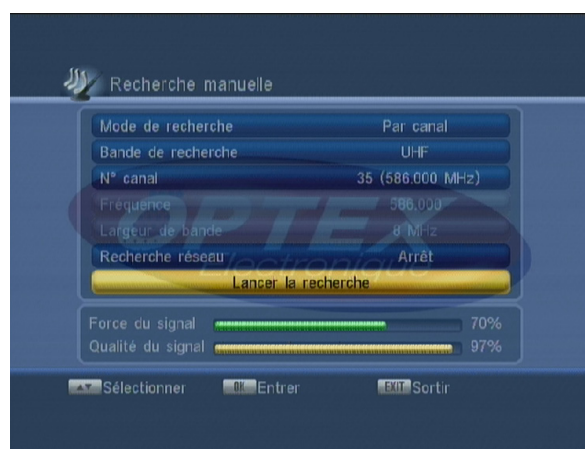 Recherche manuelle
Mode de recherche Par canal
Bande de recherche UHF
N° canal 35 (586.000 MHz)
Fréquence 586.000
Largeur de bande 8 MHz
OPTEX
Recherche réseau Arrêt
Electronique
Lancer la recherche
Force du signal 70%
Qualité du signal 97%
Sélectionner OK Entrer EXIT Sortir